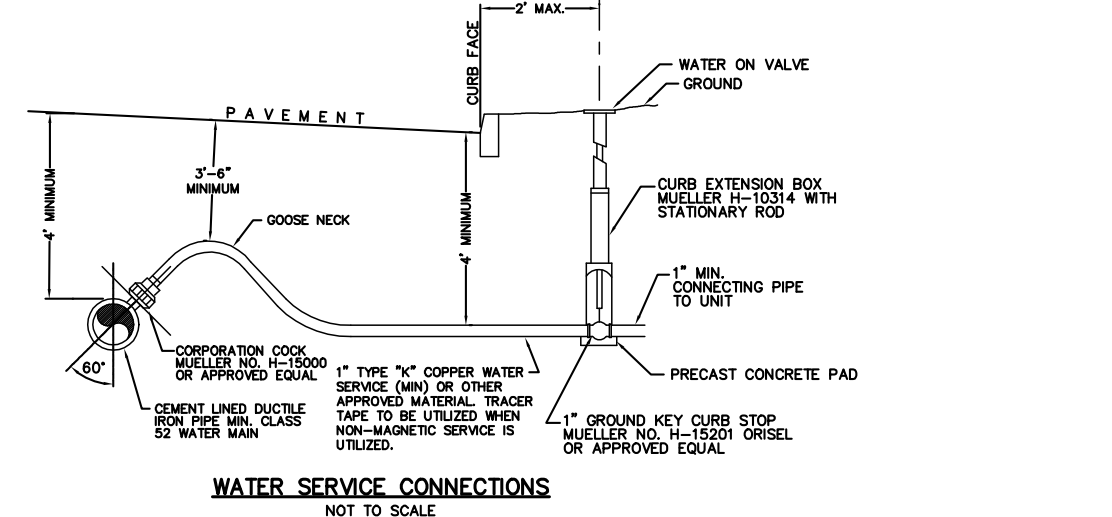 2' MAX.
CURB FACE
WATER ON VALVE
GROUND
PAVEMENT
4' MINIMUM
3'-6"
MINIMUM
4' MINIMUM
GOOSE NECK
CURB EXTENSION BOX
MUELLER H-10314 WITH
STATIONARY ROD
1" MIN.
CONNECTING PIPE
TO UNIT
60°
CORPORATION COCK
MUELLER NO. H-15000
OR APPROVED EQUAL
CEMENT LINED DUCTILE
IRON PIPE MIN. CLASS
52 WATER MAIN
1" TYPE "K" COPPER WATER
SERVICE (MIN) OR OTHER
APPROVED MATERIAL. TRACER
TAPE TO BE UTILIZED WHEN
NON-MAGNETIC SERVICE IS
UTILIZED.
PRECAST CONCRETE PAD
1" GROUND KEY CURB STOP
MUELLER NO. H-15201 ORISEL
OR APPROVED EQUAL
WATER SERVICE CONNECTIONS
NOT TO SCALE